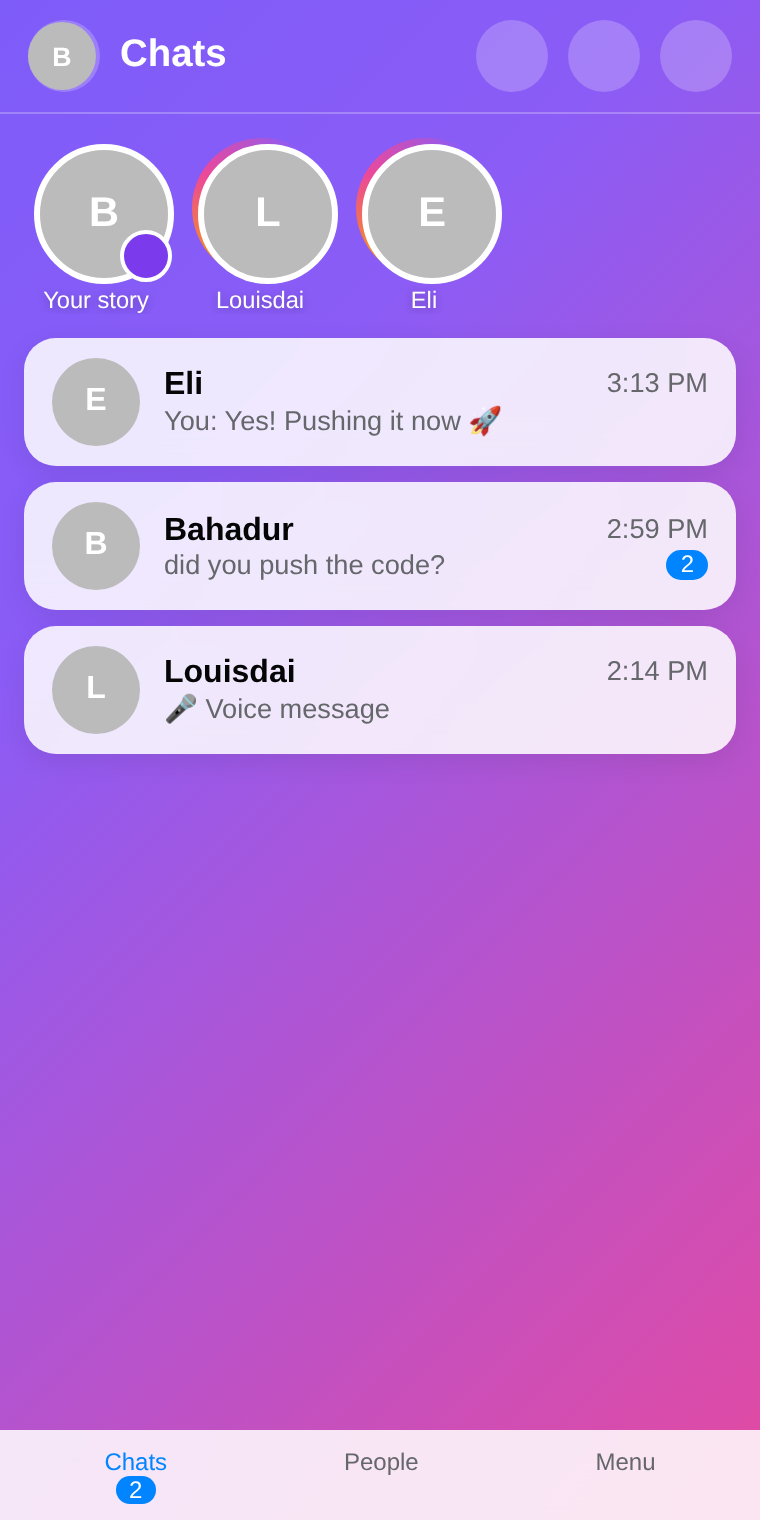 B
Chats
B
L
E
Your story
Louisdai
Eli
E
Eli
3:13 PM
You: Yes! Pushing it now 🚀
B
Bahadur
2:59 PM
did you push the code?
2
L
Louisdai
2:14 PM
🎤 Voice message
Chats
People
Menu
2